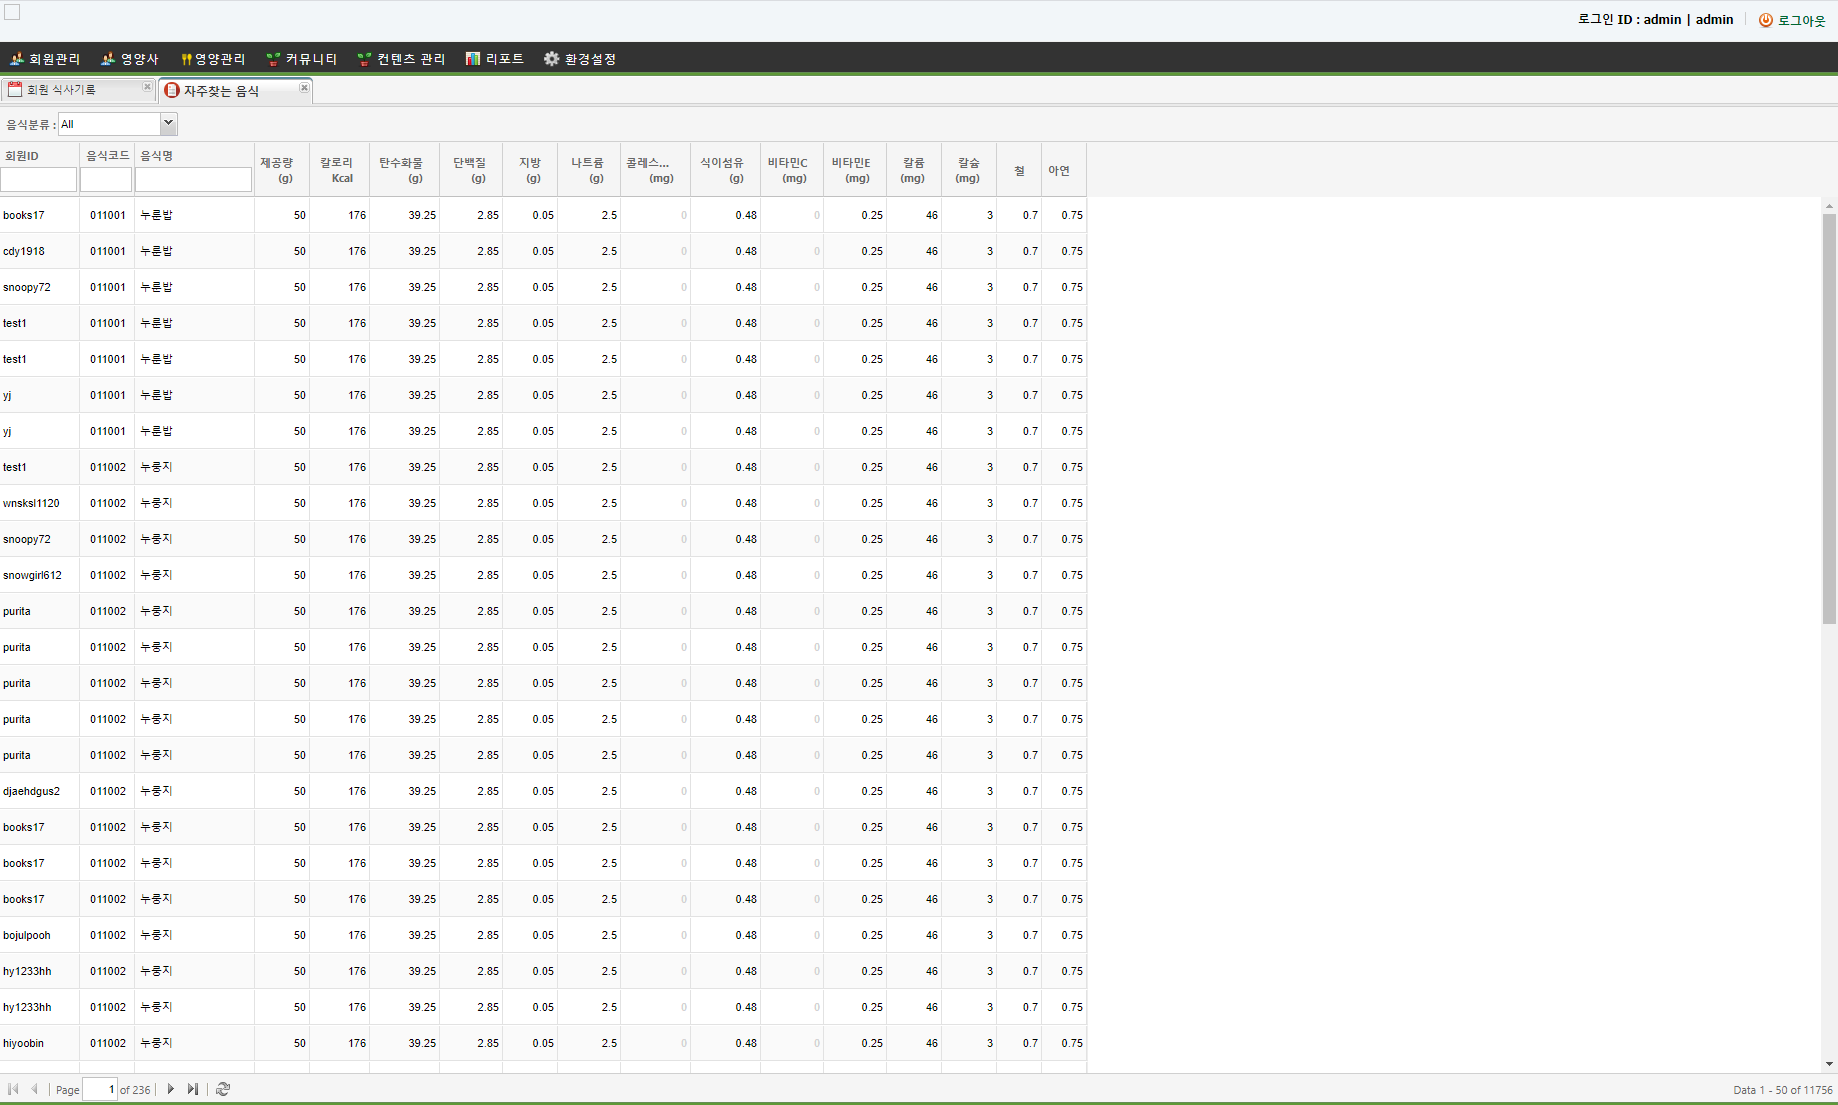 로그인 ID : admin | admin 로그아웃
회원관리 영양사 영양관리 커뮤니티 컨텐츠 관리 리포트 환경설정
회원 식사기록 자주찾는 음식
음식분류 : All
회원ID 음식코드 음식명 제공량 (g) 칼로리 Kcal 탄수화물 (g) 단백질 (g) 지방 (g) 나트륨 (g) 콜레스... (mg) 식이섬유 (g) 비타민C (mg) 비타민E (mg) 칼륨 (mg) 칼슘 (mg) 철 아연
books17 011001 누룬밥 50 176 39.25 2.85 0.05 2.5 0 0.48 0 0.25 46 3 0.7 0.75
cdy1918 011001 누룬밥 50 176 39.25 2.85 0.05 2.5 0 0.48 0 0.25 46 3 0.7 0.75
snoopy72 011001 누룬밥 50 176 39.25 2.85 0.05 2.5 0 0.48 0 0.25 46 3 0.7 0.75
test1 011001 누룬밥 50 176 39.25 2.85 0.05 2.5 0 0.48 0 0.25 46 3 0.7 0.75
test1 011001 누룬밥 50 176 39.25 2.85 0.05 2.5 0 0.48 0 0.25 46 3 0.7 0.75
yj 011001 누룬밥 50 176 39.25 2.85 0.05 2.5 0 0.48 0 0.25 46 3 0.7 0.75
yj 011001 누룬밥 50 176 39.25 2.85 0.05 2.5 0 0.48 0 0.25 46 3 0.7 0.75
test1 011002 누룽지 50 176 39.25 2.85 0.05 2.5 0 0.48 0 0.25 46 3 0.7 0.75
wnsksl1120 011002 누룽지 50 176 39.25 2.85 0.05 2.5 0 0.48 0 0.25 46 3 0.7 0.75
snoopy72 011002 누룽지 50 176 39.25 2.85 0.05 2.5 0 0.48 0 0.25 46 3 0.7 0.75
snowgirl612 011002 누룽지 50 176 39.25 2.85 0.05 2.5 0 0.48 0 0.25 46 3 0.7 0.75
purita 011002 누룽지 50 176 39.25 2.85 0.05 2.5 0 0.48 0 0.25 46 3 0.7 0.75
purita 011002 누룽지 50 176 39.25 2.85 0.05 2.5 0 0.48 0 0.25 46 3 0.7 0.75
purita 011002 누룽지 50 176 39.25 2.85 0.05 2.5 0 0.48 0 0.25 46 3 0.7 0.75
purita 011002 누룽지 50 176 39.25 2.85 0.05 2.5 0 0.48 0 0.25 46 3 0.7 0.75
purita 011002 누룽지 50 176 39.25 2.85 0.05 2.5 0 0.48 0 0.25 46 3 0.7 0.75
djaehdgus2 011002 누룽지 50 176 39.25 2.85 0.05 2.5 0 0.48 0 0.25 46 3 0.7 0.75
books17 011002 누룽지 50 176 39.25 2.85 0.05 2.5 0 0.48 0 0.25 46 3 0.7 0.75
books17 011002 누룽지 50 176 39.25 2.85 0.05 2.5 0 0.48 0 0.25 46 3 0.7 0.75
books17 011002 누룽지 50 176 39.25 2.85 0.05 2.5 0 0.48 0 0.25 46 3 0.7 0.75
bojulpooh 011002 누룽지 50 176 39.25 2.85 0.05 2.5 0 0.48 0 0.25 46 3 0.7 0.75
hy1233hh 011002 누룽지 50 176 39.25 2.85 0.05 2.5 0 0.48 0 0.25 46 3 0.7 0.75
hy1233hh 011002 누룽지 50 176 39.25 2.85 0.05 2.5 0 0.48 0 0.25 46 3 0.7 0.75
hiyoobin 011002 누룽지 50 176 39.25 2.85 0.05 2.5 0 0.48 0 0.25 46 3 0.7 0.75
Page 1 of 236 Data 1 - 50 of 11756